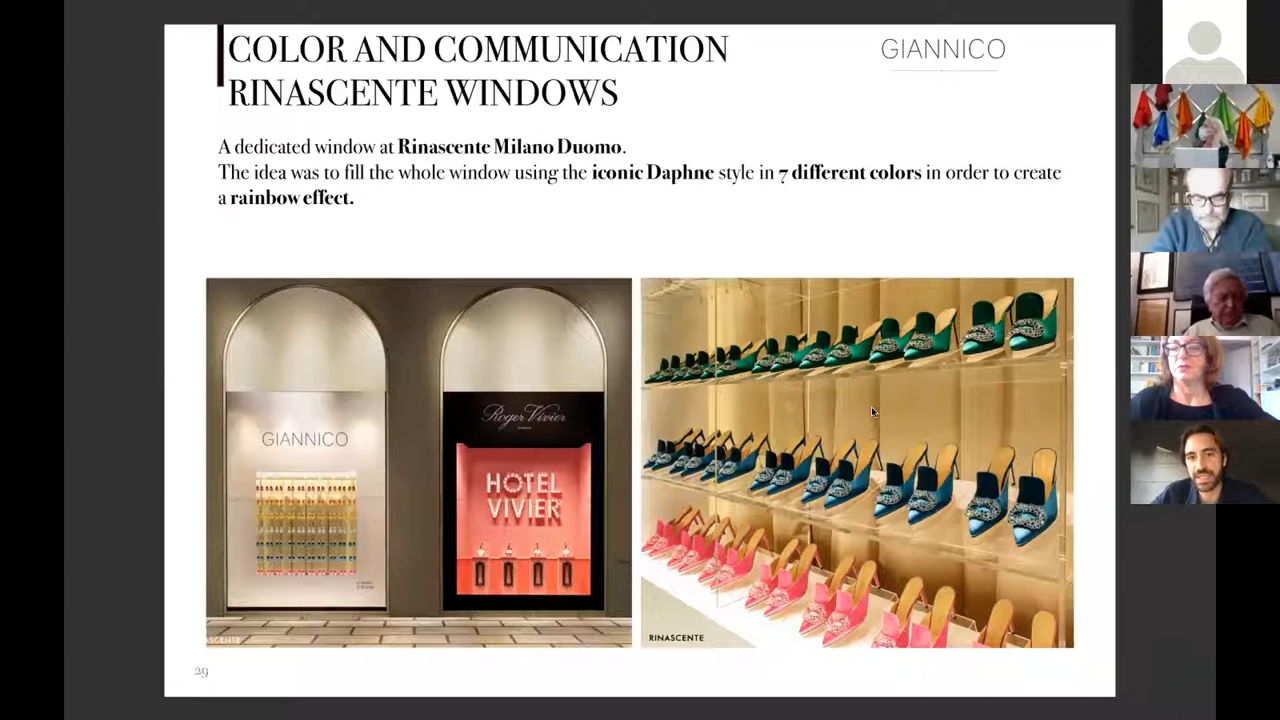 COLOR AND COMMUNICATION
RINASCENTE WINDOWS
GIANNICO
A dedicated window at Rinascente Milano Duomo.
The idea was to fill the whole window using the iconic Daphne style in 7 different colors in order to create
a rainbow effect.
GIANNICO
Roger Vivier
HOTEL
VIVIER
RINASCENTE
29